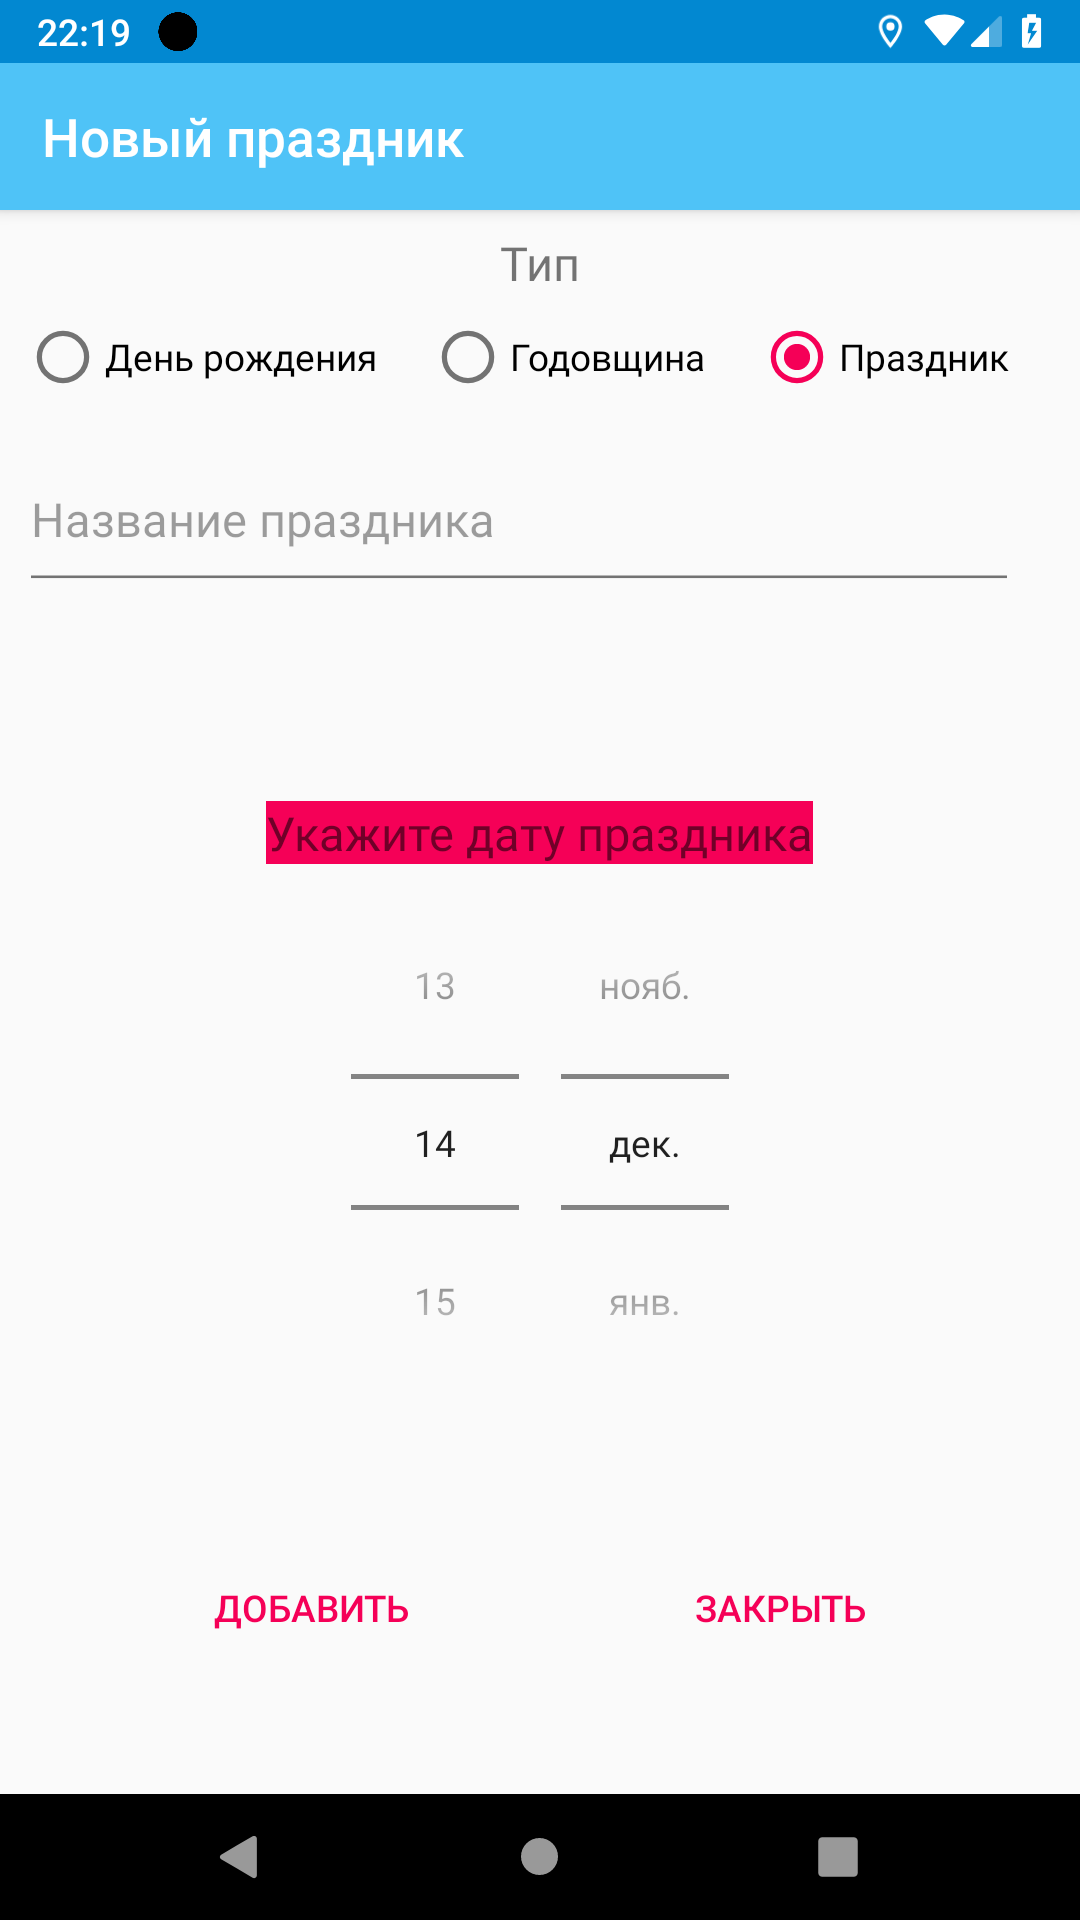 22:19
Новый праздник
Тип
День рождения Годовщина Праздник
Название праздника
Укажите дату праздника
13 нояб.
14 дек.
15 янв.
ДОБАВИТЬ ЗАКРЫТЬ